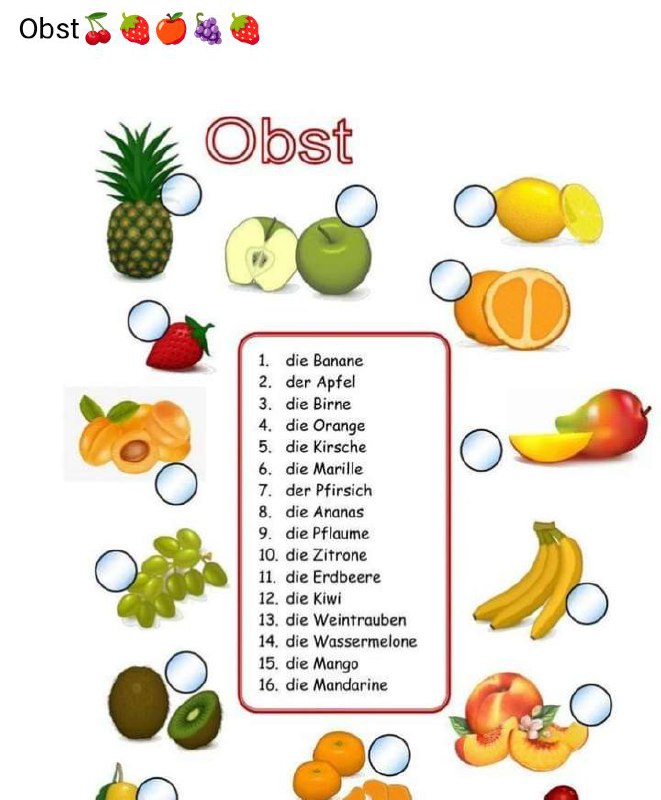 Obst🍒🍓🍎🍇🍓
Obst
1. die Banane
2. der Apfel
3. die Birne
4. die Orange
5. die Kirsche
6. die Marille
7. der Pfirsich
8. die Ananas
9. die Pflaume
10. die Zitrone
11. die Erdbeere
12. die Kiwi
13. die Weintrauben
14. die Wassermelone
15. die Mango
16. die Mandarine